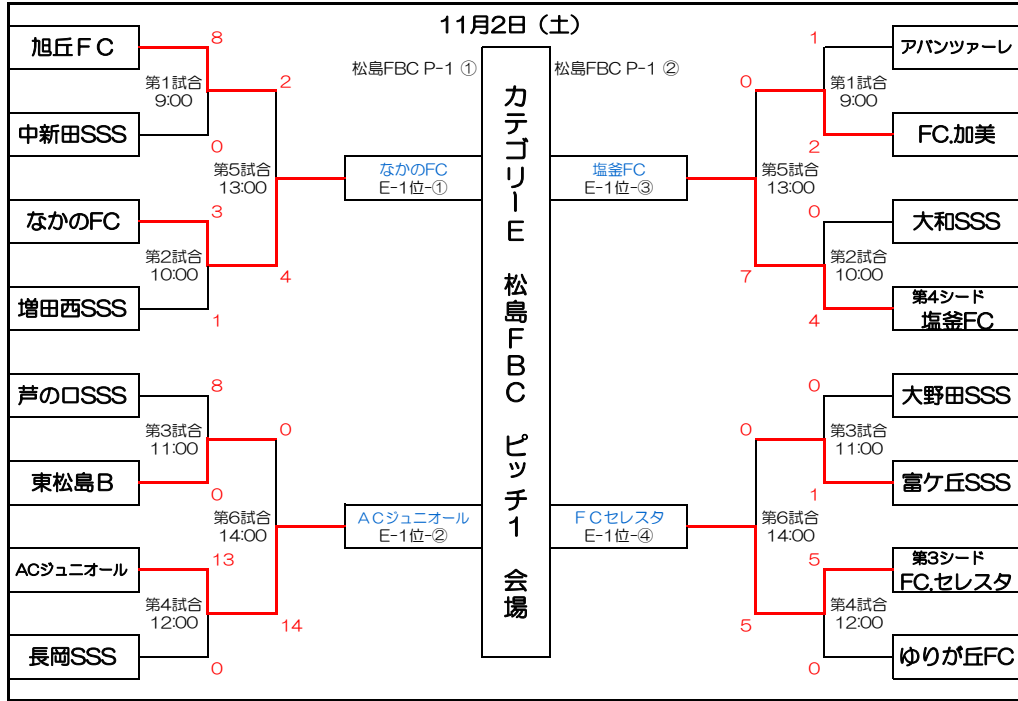 11月2日（土）
松島FBC P-1 ①
松島FBC P-1 ②
カテゴリーE 松島FBC ピッチ1 会場
旭丘FC
8
第1試合
9:00
2
中新田SSS
0
第5試合
13:00
なかのFC
E-1位-①
なかのFC
3
第2試合
10:00
4
増田西SSS
1
芦の口SSS
8
第3試合
11:00
0
東松島B
0
第6試合
14:00
ACジュニオール
E-1位-②
ACジュニオール
13
第4試合
12:00
14
長岡SSS
0
アバンツァーレ
1
第1試合
9:00
0
FC.加美
2
第5試合
13:00
塩釜FC
E-1位-③
大和SSS
0
第2試合
10:00
7
第4シード
塩釜FC
4
大野田SSS
0
第3試合
11:00
0
富ケ丘SSS
1
第6試合
14:00
FCセレスタ
E-1位-④
第3シード
FC.セレスタ
5
第4試合
12:00
5
ゆりが丘FC
0